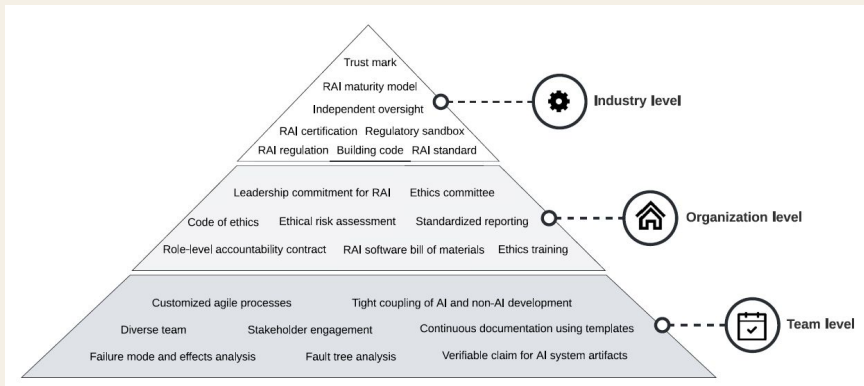 Trust mark
RAI maturity model
Independent oversight
RAI certification Regulatory sandbox
RAI regulation Building code RAI standard
Industry level
Leadership commitment for RAI Ethics committee
Code of ethics Ethical risk assessment Standardized reporting
Role-level accountability contract RAI software bill of materials Ethics training
Organization level
Customized agile processes Tight coupling of AI and non-AI development
Diverse team Stakeholder engagement Continuous documentation using templates
Failure mode and effects analysis Fault tree analysis Verifiable claim for AI system artifacts
Team level